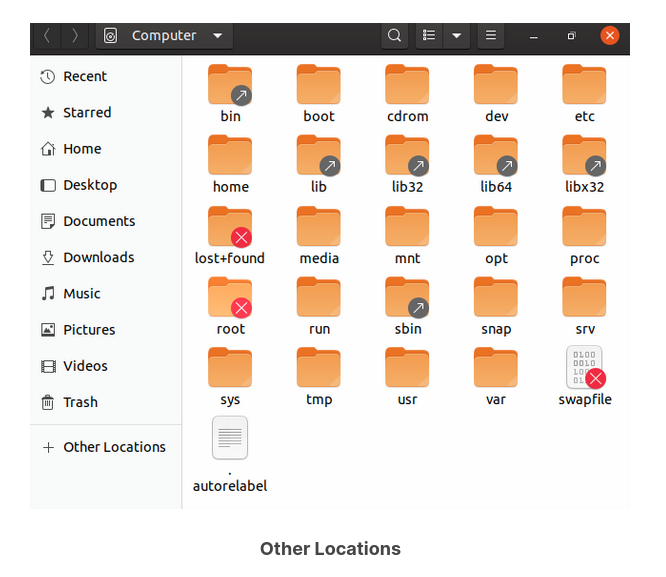 Computer
Recent
Starred
Home
Desktop
Documents
Downloads
Music
Pictures
Videos
Trash
Other Locations
bin boot cdrom dev etc
home lib lib32 lib64 libx32
lost+found media mnt opt proc
root run sbin snap srv
sys tmp usr var swapfile
.
autorelabel
Other Locations